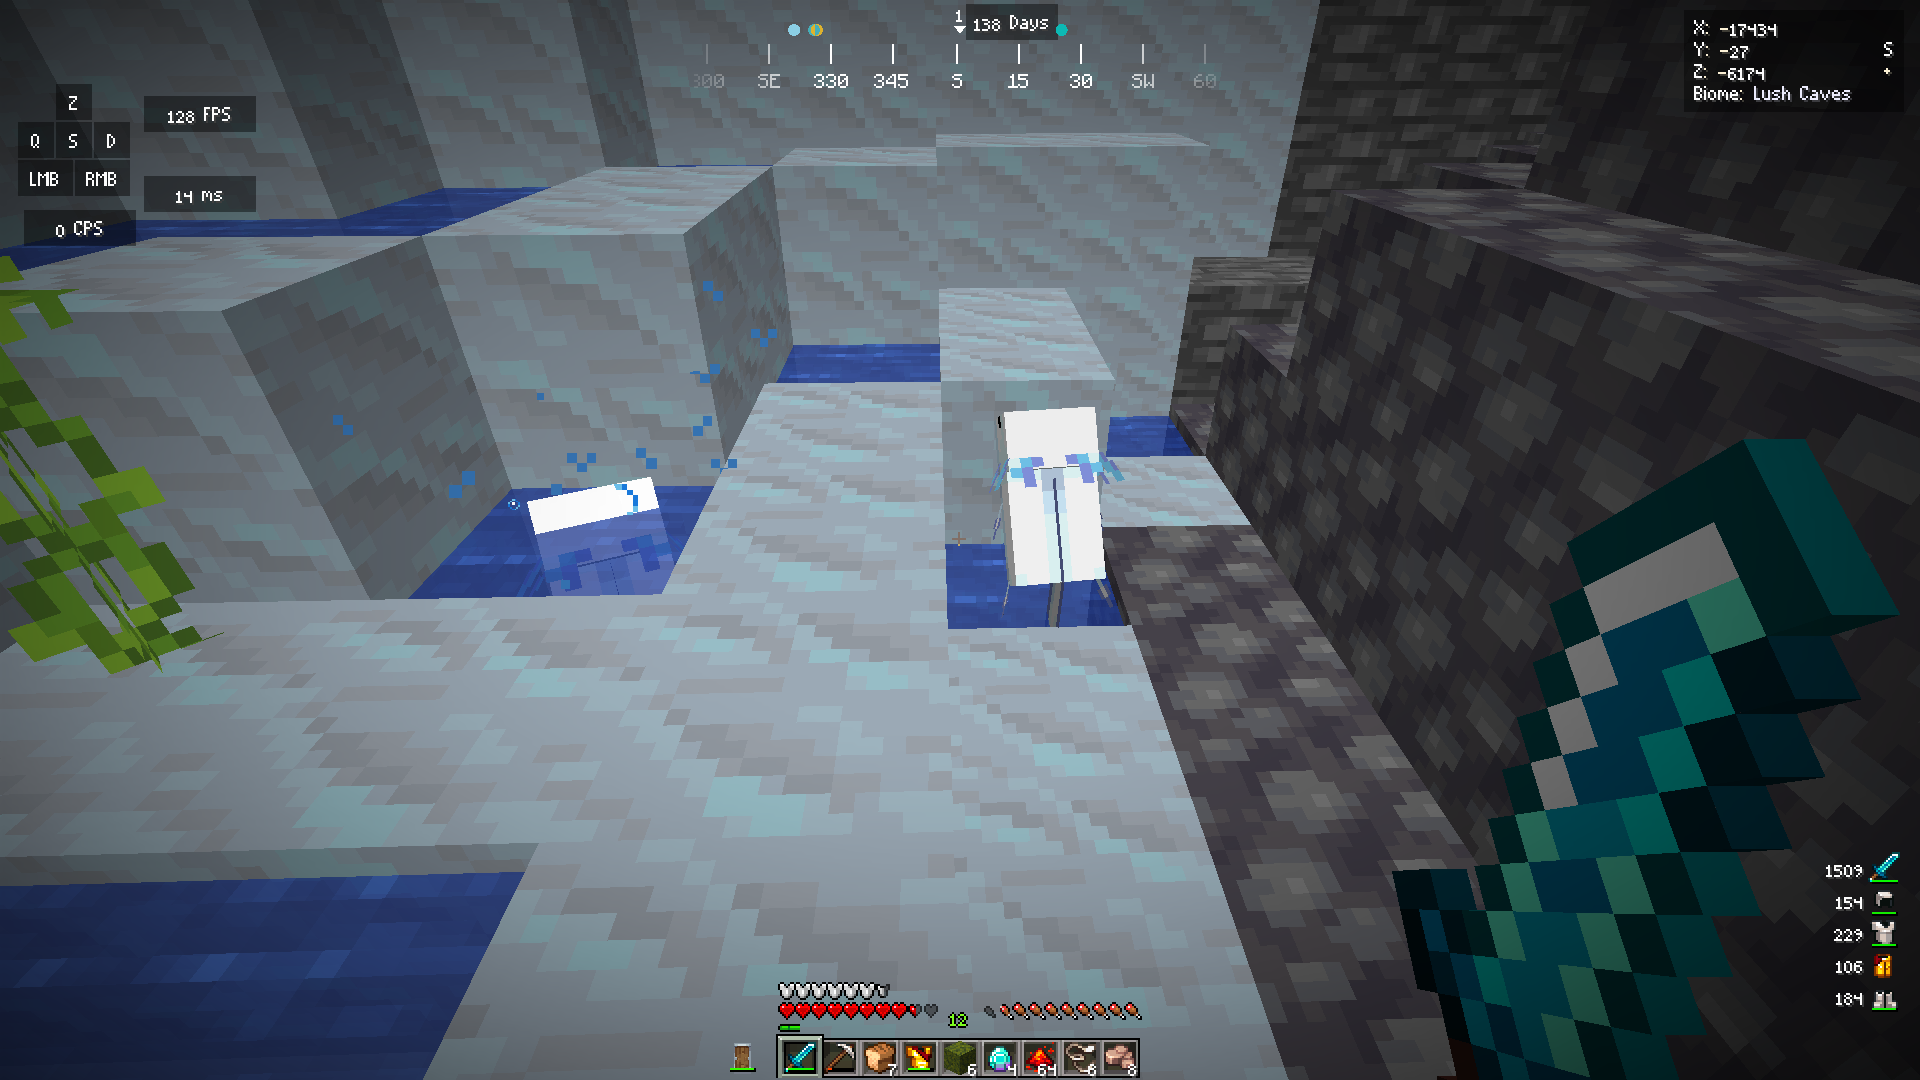 1 138 Days
300 SE 330 345 S 15 30 SW 60
X: -17434
Y: -27
Z: -6174
Biome: Lush Caves
S
+
Z
Q S D
LMB RMB
0 CPS
128 FPS
14 ms
1509
154
229
106
184
12
7 6 4 64 6 8